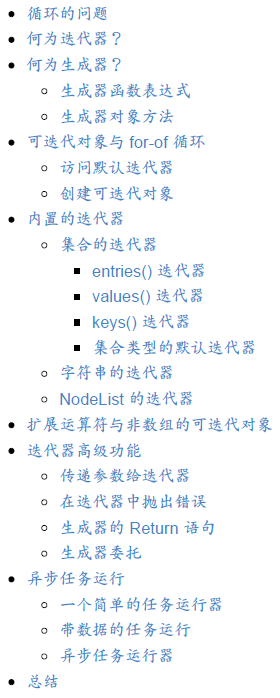 循环的问题
何为迭代器？
何为生成器？
生成器函数表达式
生成器对象方法
可迭代对象与 for-of 循环
访问默认迭代器
创建可迭代对象
内置的迭代器
集合的迭代器
entries() 迭代器
values() 迭代器
keys() 迭代器
集合类型的默认迭代器
字符串的迭代器
NodeList 的迭代器
扩展运算符与非数组的可迭代对象
迭代器高级功能
传递参数给迭代器
在迭代器中抛出错误
生成器的 Return 语句
生成器委托
异步任务运行
一个简单的任务运行器
带数据的任务运行
异步任务运行器
总结